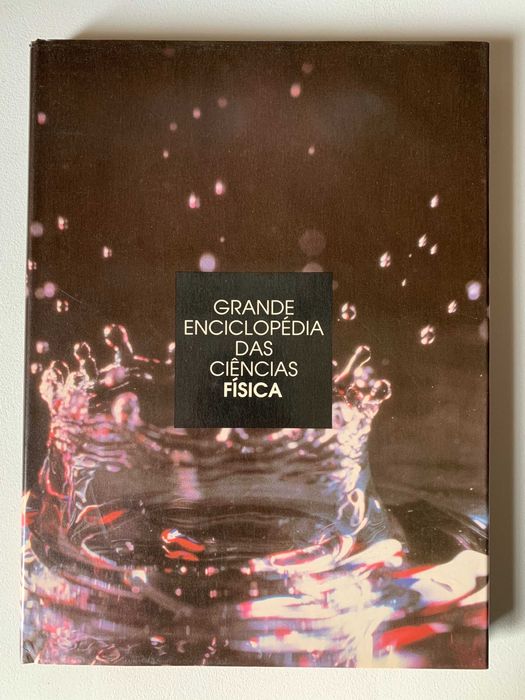 GRANDE
ENCICLOPÉDIA
DAS
CIÊNCIAS
FÍSICA